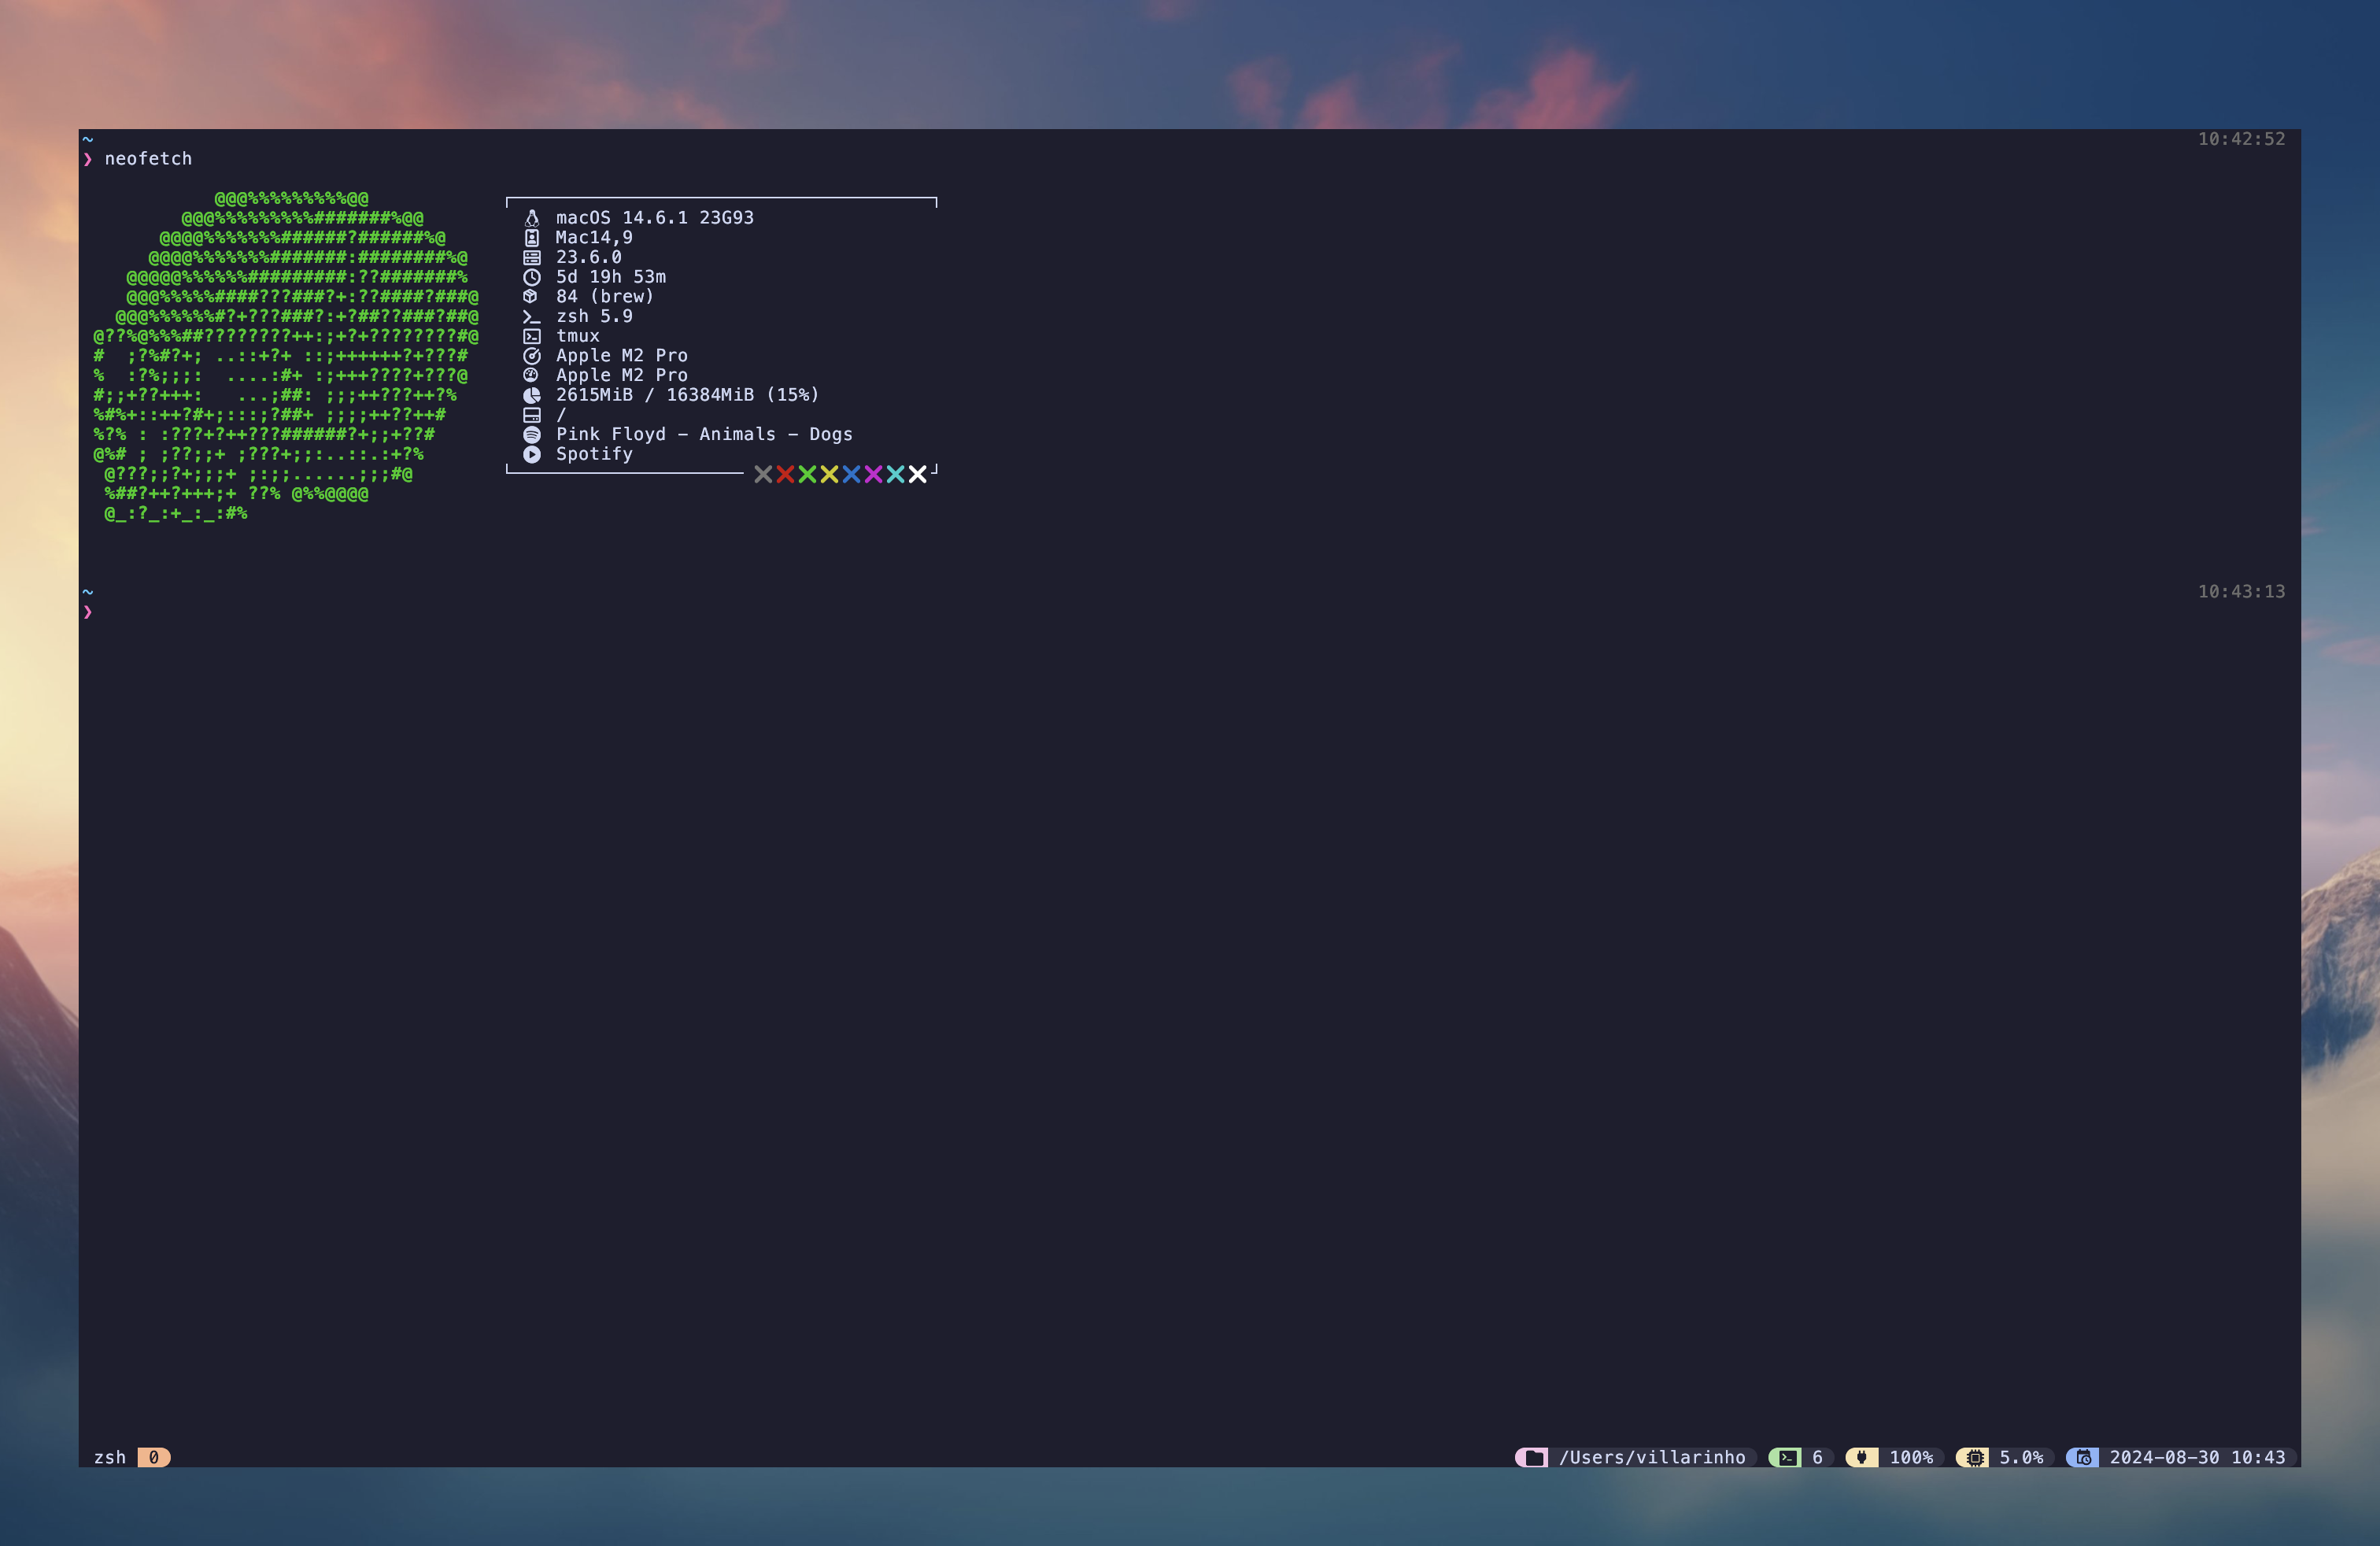 ~ 10:42:52
❯ neofetch
@@@%%%%%%%%%@@
@@@%%%%%%%%%#######%@@
@@@@%%%%%%%######?######%@
@@@@%%%%%%%#######:########%@
@@@@@%%%%%%#########:??#######%
@@@%%%%%####???###?+:??####?###@
@@@%%%%%%#?+???###?:+?##??###?##@
@??%@%%%##????????++:;+?+????????#@
#  ;?%#?+; ..::+?+ ::;++++++?+???#
%  :?%;;;:  ....:#+ :;+++????+???@
#;;+??+++:   ...;##: ;;;++???++?%
%#%+::++?#+;:::;?##+ ;;;;++??++#
%?% : :???+?++???######?+;;+??#
@%# ; ;??;;+ ;???+;;:..::.:+?%
@???;;?+;;;+ ;:;;......;;;#@
%##?++?+++;+ ??% @%%@@@@
@_:?_:+_:_:#%
macOS 14.6.1 23G93
Mac14,9
23.6.0
5d 19h 53m
84 (brew)
zsh 5.9
tmux
Apple M2 Pro
Apple M2 Pro
2615MiB / 16384MiB (15%)
/
Pink Floyd - Animals - Dogs
Spotify
~ 10:43:13
❯
zsh 0 /Users/villarinho 6 100% 5.0% 2024-08-30 10:43